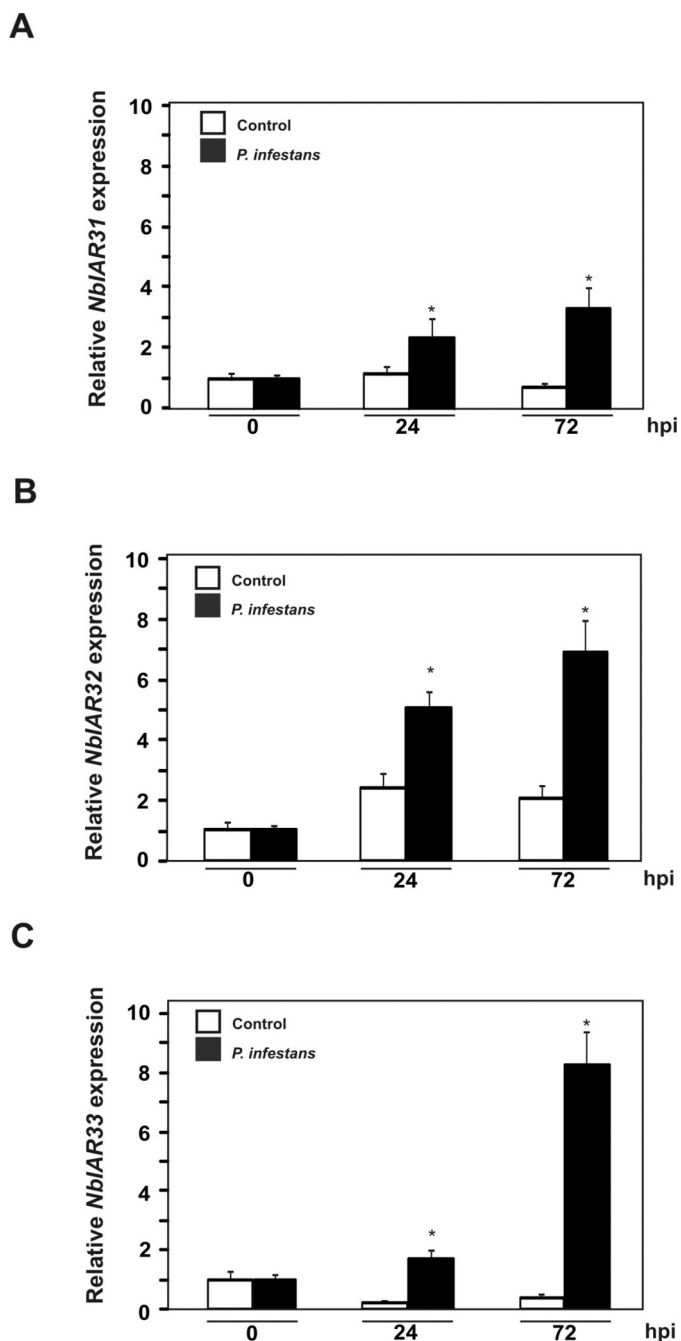 A
Relative NbIAR31 expression
10
8
6
4
2
0
Control
P. infestans
*
*
0 24 72 hpi
B
Relative NbIAR32 expression
10
8
6
4
2
0
Control
P. infestans
*
*
0 24 72 hpi
C
Relative NbIAR33 expression
10
8
6
4
2
0
Control
P. infestans
*
*
0 24 72 hpi